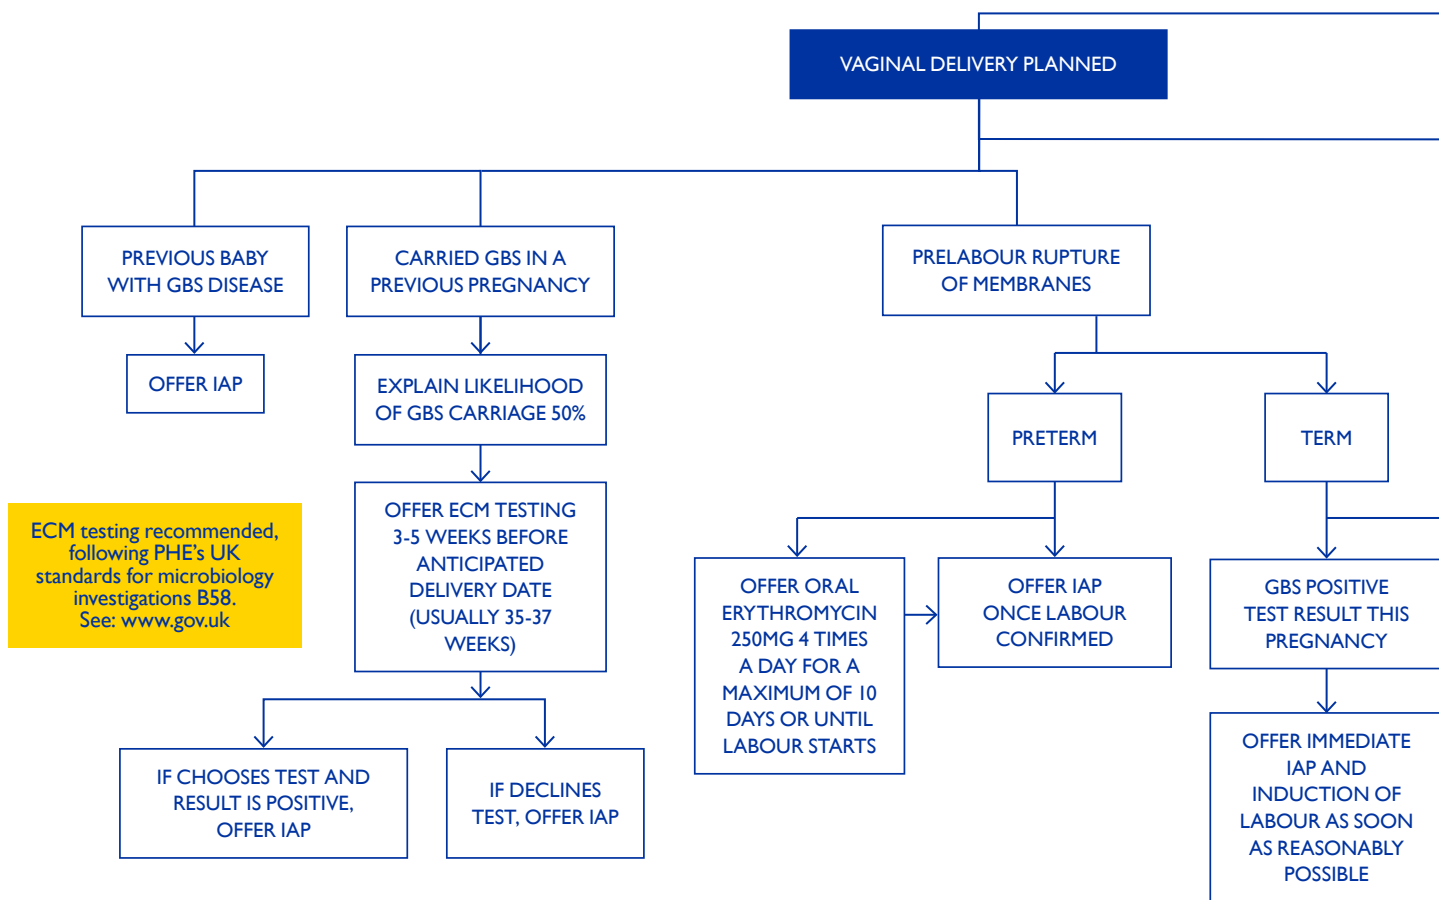 VAGINAL DELIVERY PLANNED
PREVIOUS BABY
WITH GBS DISEASE
CARRIED GBS IN A
PREVIOUS PREGNANCY
PRELABOUR RUPTURE
OF MEMBRANES
OFFER IAP
EXPLAIN LIKELIHOOD
OF GBS CARRIAGE 50%
PRETERM
TERM
ECM testing recommended,
following PHE's UK
standards for microbiology
investigations B58.
See: www.gov.uk
OFFER ECM TESTING
3-5 WEEKS BEFORE
ANTICIPATED
DELIVERY DATE
(USUALLY 35-37
WEEKS)
OFFER ORAL
ERYTHROMYCIN
250MG 4 TIMES
A DAY FOR A
MAXIMUM OF 10
DAYS OR UNTIL
LABOUR STARTS
OFFER IAP
ONCE LABOUR
CONFIRMED
GBS POSITIVE
TEST RESULT THIS
PREGNANCY
IF CHOOSES TEST AND
RESULT IS POSITIVE,
OFFER IAP
IF DECLINES
TEST, OFFER IAP
OFFER IMMEDIATE
IAP AND
INDUCTION OF
LABOUR AS SOON
AS REASONABLY
POSSIBLE